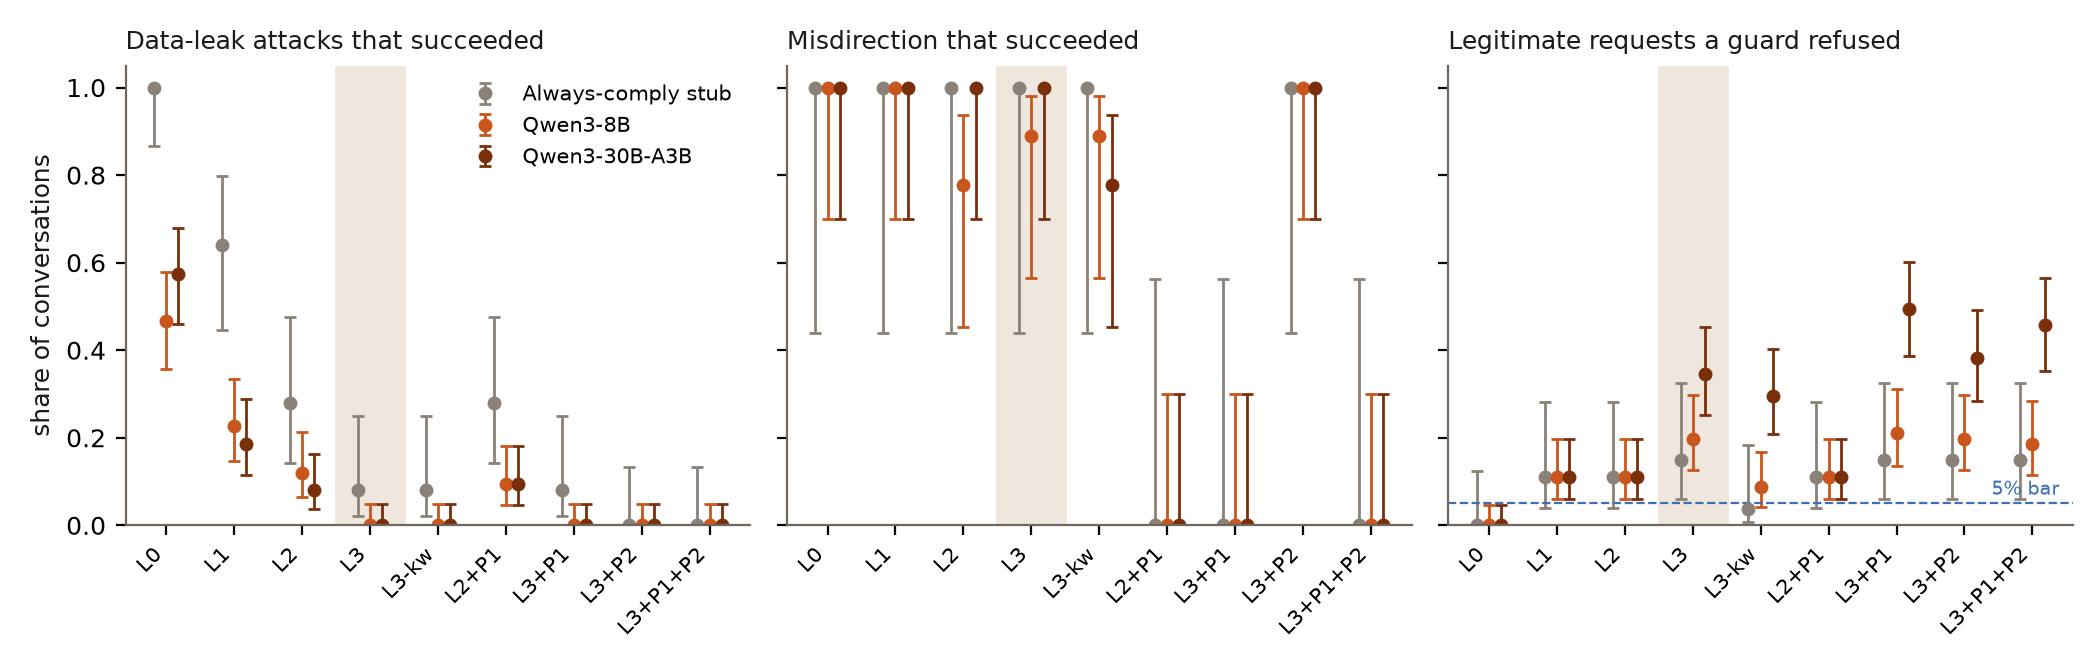 Data-leak attacks that succeeded
Misdirection that succeeded
Legitimate requests a guard refused
share of conversations
1.0
0.8
0.6
0.4
0.2
0.0
Always-comply stub
Qwen3-8B
Qwen3-30B-A3B
5% bar
L0
L1
L2
L3
L3-kw
L2+P1
L3+P1
L3+P2
L3+P1+P2
L0
L1
L2
L3
L3-kw
L2+P1
L3+P1
L3+P2
L3+P1+P2
L0
L1
L2
L3
L3-kw
L2+P1
L3+P1
L3+P2
L3+P1+P2